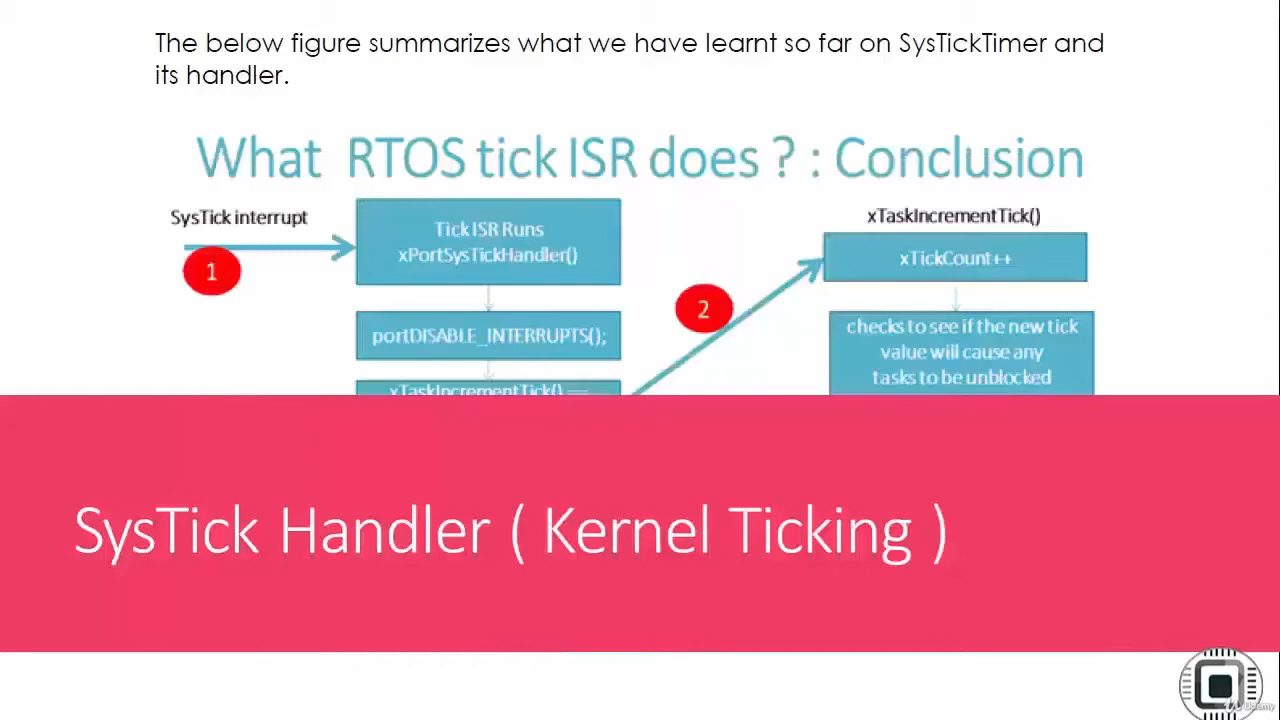 The below figure summarizes what we have learnt so far on SysTickTimer and
its handler.
What RTOS tick ISR does ? : Conclusion
SysTick interrupt
1
Tick ISR Runs
xPortSysTickHandler()
portDISABLE_INTERRUPTS();
xTaskIncrementTick() ==
2
xTaskIncrementTick()
xTickCount++
checks to see if the new tick
value will cause any
tasks to be unblocked
SysTick Handler ( Kernel Ticking )
Udemy